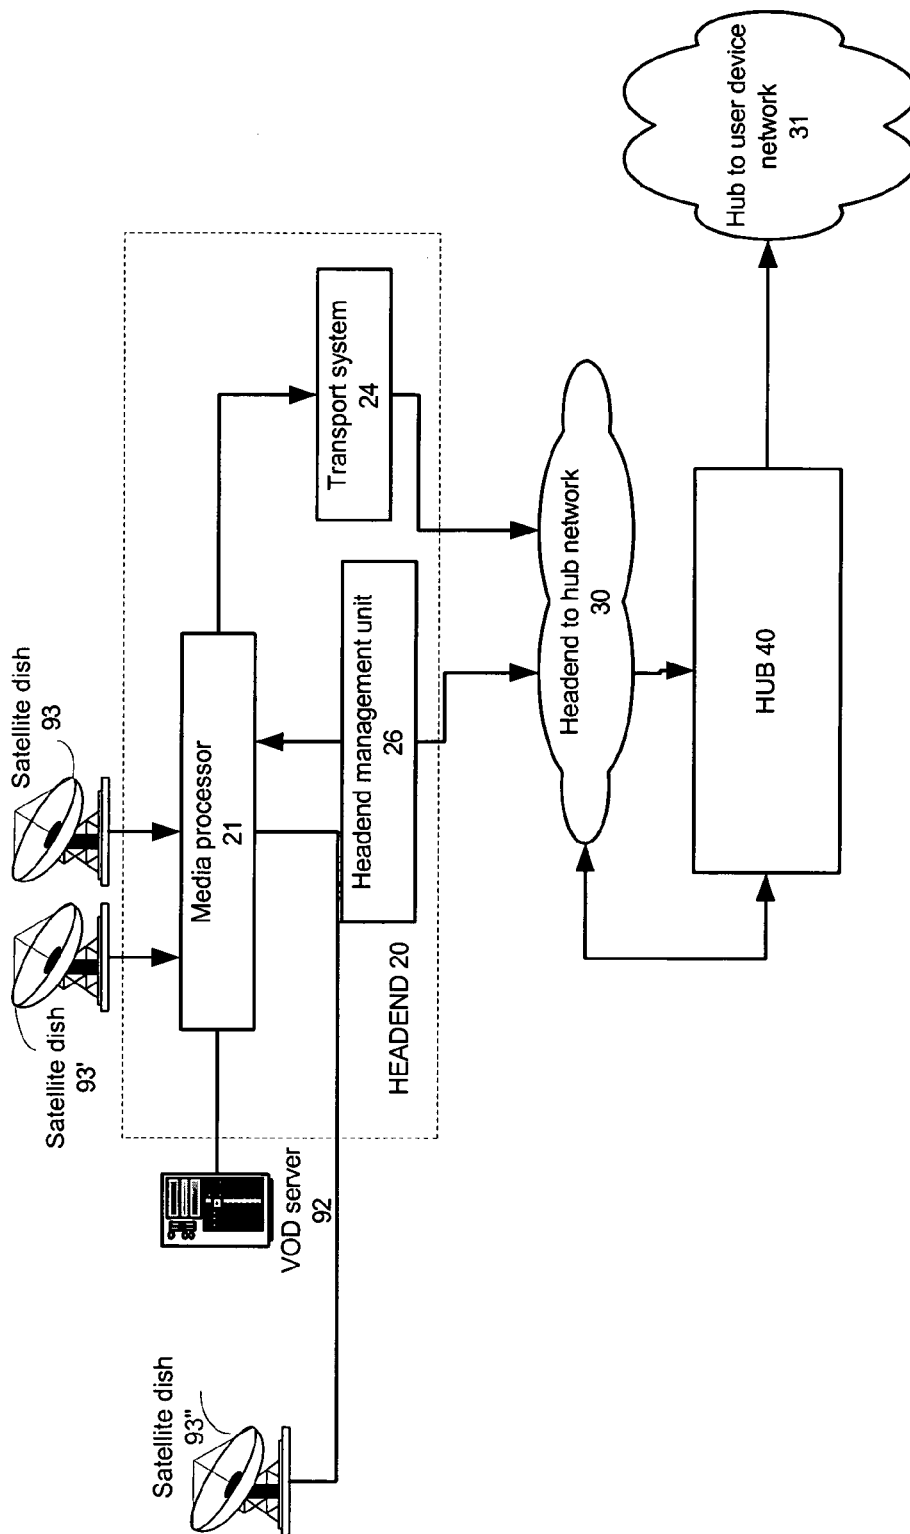 Satellite dish
93"
Satellite dish
93'
Satellite dish
93
VOD server
92
Media processor
21
HEADEND 20
Headend management unit
26
Transport system
24
Headend to hub network
30
HUB 40
Hub to user device
network
31